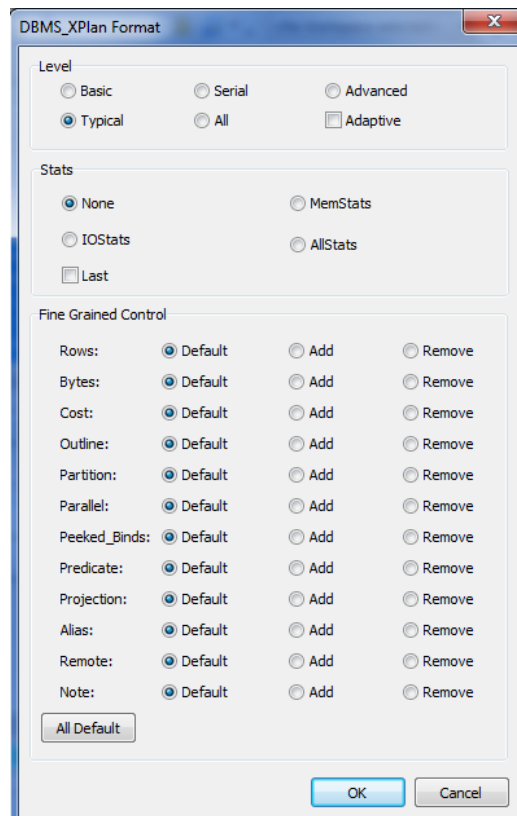 DBMS_XPlan Format
Level
Basic Serial Advanced
Typical All Adaptive
Stats
None MemStats
IOStats AllStats
Last
Fine Grained Control
Rows: Default Add Remove
Bytes: Default Add Remove
Cost: Default Add Remove
Outline: Default Add Remove
Partition: Default Add Remove
Parallel: Default Add Remove
Peeked_Binds: Default Add Remove
Predicate: Default Add Remove
Projection: Default Add Remove
Alias: Default Add Remove
Remote: Default Add Remove
Note: Default Add Remove
All Default
OK Cancel